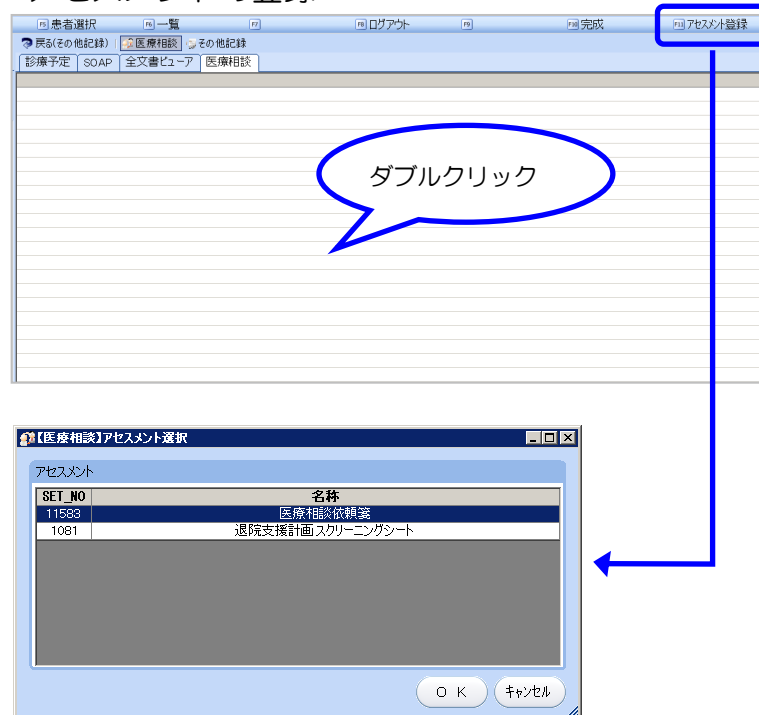 F5 患者選択 F6 一覧 F7 F8 ログアウト F9 F10 完成 F11 アセスメント登録
戻る(その他記録) 医療相談 その他記録
診療予定 SOAP 全文書ビューア 医療相談
ダブルクリック
【医療相談】アセスメント選択
アセスメント
SET_NO 名称
11583 医療相談依頼箋
1081 退院支援計画スクリーニングシート
OK キャンセル